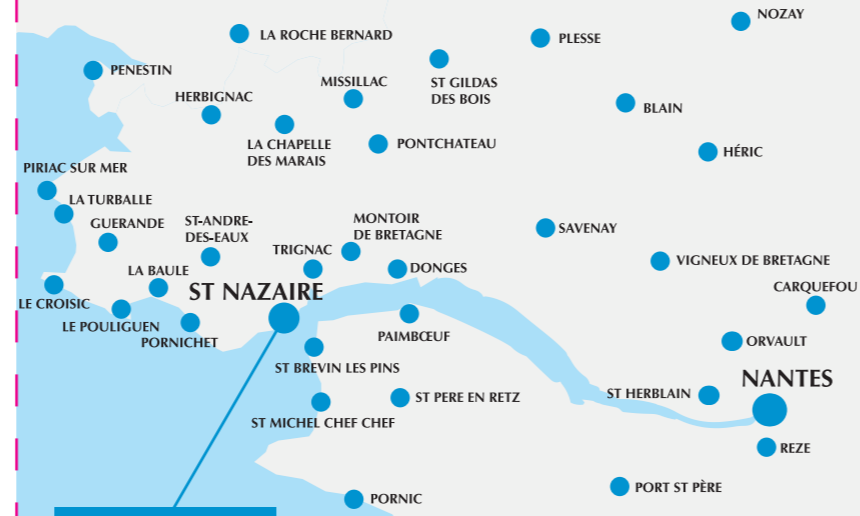 NOZAY
LA ROCHE BERNARD
PLESSE
PENESTIN
MISSILLAC
ST GILDAS
DES BOIS
HERBIGNAC
BLAIN
LA CHAPELLE
DES MARAIS
PONTCHATEAU
HÉRIC
PIRIAC SUR MER
LA TURBALLE
GUERANDE
ST-ANDRE-
DES-EAUX
MONTOIR
DE BRETAGNE
SAVENAY
TRIGNAC
VIGNEUX DE BRETAGNE
LA BAULE
DONGES
CARQUEFOU
ST NAZAIRE
LE CROISIC
LE POULIGUEN
PORNICHET
PAIMBŒUF
ORVAULT
ST BREVIN LES PINS
NANTES
ST HERBLAIN
ST PERE EN RETZ
ST MICHEL CHEF CHEF
REZE
PORT ST PÈRE
PORNIC